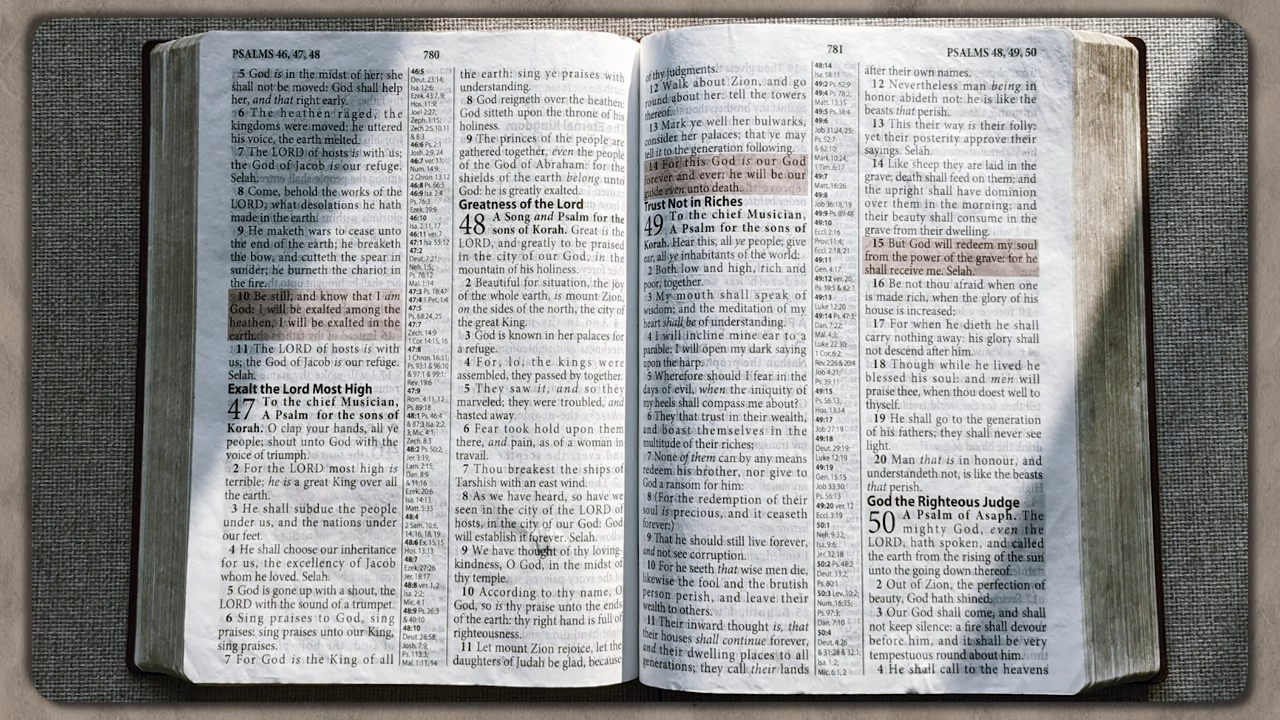 PSALMS 46, 47, 48
780
5 God is in the midst of her; she
shall not be moved: God shall help
her, and that right early.
6 The heathen raged, the
kingdoms were moved: he uttered
his voice, the earth melted.
7 The LORD of hosts is with us;
the God of Jacob is our refuge.
Selah.
8 Come, behold the works of the
LORD, what desolations he hath
made in the earth.
9 He maketh wars to cease unto
the end of the earth; he breaketh
the bow, and cutteth the spear in
sunder; he burneth the chariot in
the fire.
10 Be still, and know that I am
God: I will be exalted among the
heathen, I will be exalted in the
earth.
11 The LORD of hosts is with
us; the God of Jacob is our refuge.
Selah.
Exalt the Lord Most High
47 To the chief Musician,
A Psalm for the sons of
Korah. O clap your hands, all ye
people; shout unto God with the
voice of triumph.
2 For the LORD most high is
terrible; he is a great King over all
the earth.
3 He shall subdue the people
under us, and the nations under
our feet.
4 He shall choose our inheritance
for us, the excellency of Jacob
whom he loved. Selah.
5 God is gone up with a shout, the
LORD with the sound of a trumpet.
6 Sing praises to God, sing
praises: sing praises unto our King,
sing praises.
7 For God is the King of all
the earth: sing ye praises with
understanding.
8 God reigneth over the heathen:
God sitteth upon the throne of his
holiness.
9 The princes of the people are
gathered together, even the people
of the God of Abraham: for the
shields of the earth belong unto
God: he is greatly exalted.
Greatness of the Lord
48 A Song and Psalm for the
sons of Korah. Great is the
LORD, and greatly to be praised
in the city of our God, in the
mountain of his holiness.
2 Beautiful for situation, the joy
of the whole earth, is mount Zion,
on the sides of the north, the city of
the great King.
3 God is known in her palaces for
a refuge.
4 For, lo, the kings were
assembled, they passed by together.
5 They saw it, and so they
marveled; they were troubled, and
hasted away.
6 Fear took hold upon them
there, and pain, as of a woman in
travail.
7 Thou breakest the ships of
Tarshish with an east wind.
8 As we have heard, so have we
seen in the city of the LORD of
hosts, in the city of our God: God
will establish it forever. Selah.
9 We have thought of thy loving-
kindness, O God, in the midst of
thy temple.
10 According to thy name, O
God, so is thy praise unto the ends
of the earth: thy right hand is full of
righteousness.
11 Let mount Zion rejoice, let the
daughters of Judah be glad, because
781
PSALMS 48, 49, 50
of thy judgments.
12 Walk about Zion, and go
round about her: tell the towers
thereof.
13 Mark ye well her bulwarks,
consider her palaces; that ye may
tell it to the generation following.
14 For this God is our God
forever and ever: he will be our
guide even unto death.
Trust Not in Riches
49 To the chief Musician,
A Psalm for the sons of
Korah. Hear this, all ye people; give
ear, all ye inhabitants of the world:
2 Both low and high, rich and
poor, together.
3 My mouth shall speak of
wisdom; and the meditation of my
heart shall be of understanding.
4 I will incline mine ear to a
parable: I will open my dark saying
upon the harp.
5 Wherefore should I fear in the
days of evil, when the iniquity of
my heels shall compass me about?
6 They that trust in their wealth,
and boast themselves in the
multitude of their riches;
7 None of them can by any means
redeem his brother, nor give to
God a ransom for him:
8 (For the redemption of their
soul is precious, and it ceaseth
forever:)
9 That he should still live forever,
and not see corruption.
10 For he seeth that wise men die,
likewise the fool and the brutish
person perish, and leave their
wealth to others.
11 Their inward thought is, that
their houses shall continue forever,
and their dwelling places to all
generations; they call their lands
after their own names.
12 Nevertheless man being in
honor abideth not: he is like the
beasts that perish.
13 This their way is their folly:
yet their posterity approve their
sayings. Selah.
14 Like sheep they are laid in the
grave; death shall feed on them; and
the upright shall have dominion
over them in the morning; and
their beauty shall consume in the
grave from their dwelling.
15 But God will redeem my soul
from the power of the grave: for he
shall receive me. Selah.
16 Be not thou afraid when one
is made rich, when the glory of his
house is increased;
17 For when he dieth he shall
carry nothing away: his glory shall
not descend after him.
18 Though while he lived he
blessed his soul: and men will
praise thee, when thou doest well to
thyself.
19 He shall go to the generation
of his fathers; they shall never see
light.
20 Man that is in honour, and
understandeth not, is like the beasts
that perish.
God the Righteous Judge
50 A Psalm of Asaph. The
mighty God, even the
LORD, hath spoken, and called
the earth from the rising of the sun
unto the going down thereof.
2 Out of Zion, the perfection of
beauty, God hath shined.
3 Our God shall come, and shall
not keep silence: a fire shall devour
before him, and it shall be very
tempestuous round about him.
4 He shall call to the heavens